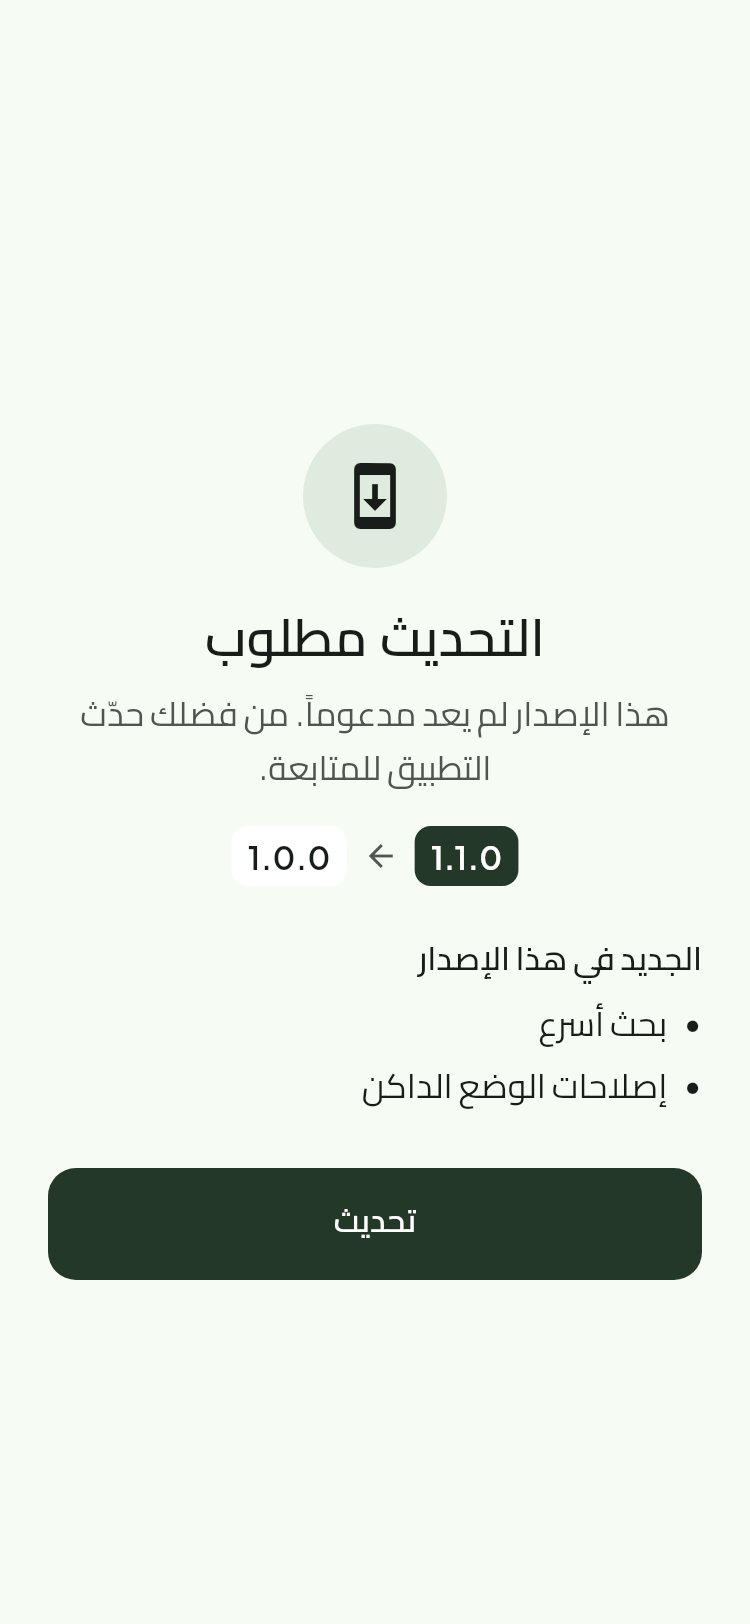 التحديث مطلوب
هذا الإصدار لم يعد مدعوماً. من فضلك حدّث
التطبيق للمتابعة.
1.1.0 ← 1.0.0
الجديد في هذا الإصدار
• بحث أسرع
• إصلاحات الوضع الداكن
تحديث